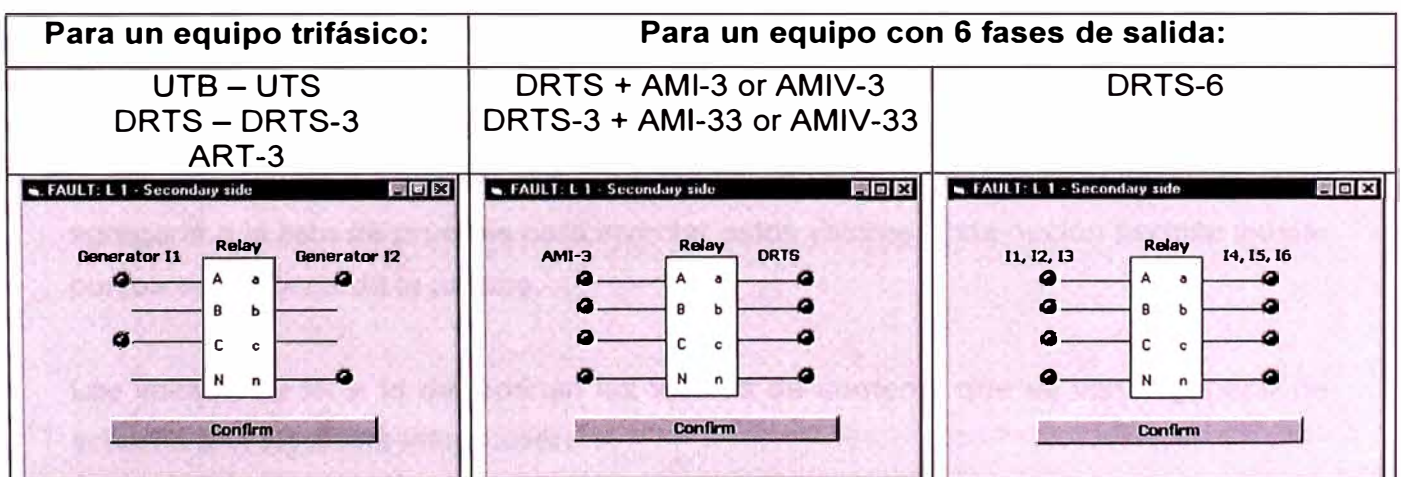 Para un equipo trifásico:
Para un equipo con 6 fases de salida:
UTB – UTS
DRTS – DRTS-3
ART-3
DRTS + AMI-3 or AMIV-3
DRTS-3 + AMI-33 or AMIV-33
DRTS-6
FAULT: L 1 - Secondary side
Relay
Generator I1
Generator I2
A a
B b
C c
N n
Confirm
FAULT: L 1 - Secondary side
Relay
AMI-3
DRTS
A a
B b
C c
N n
Confirm
FAULT: L 1 - Secondary side
Relay
I1, I2, I3
I4, I5, I6
A a
B b
C c
N n
Confirm